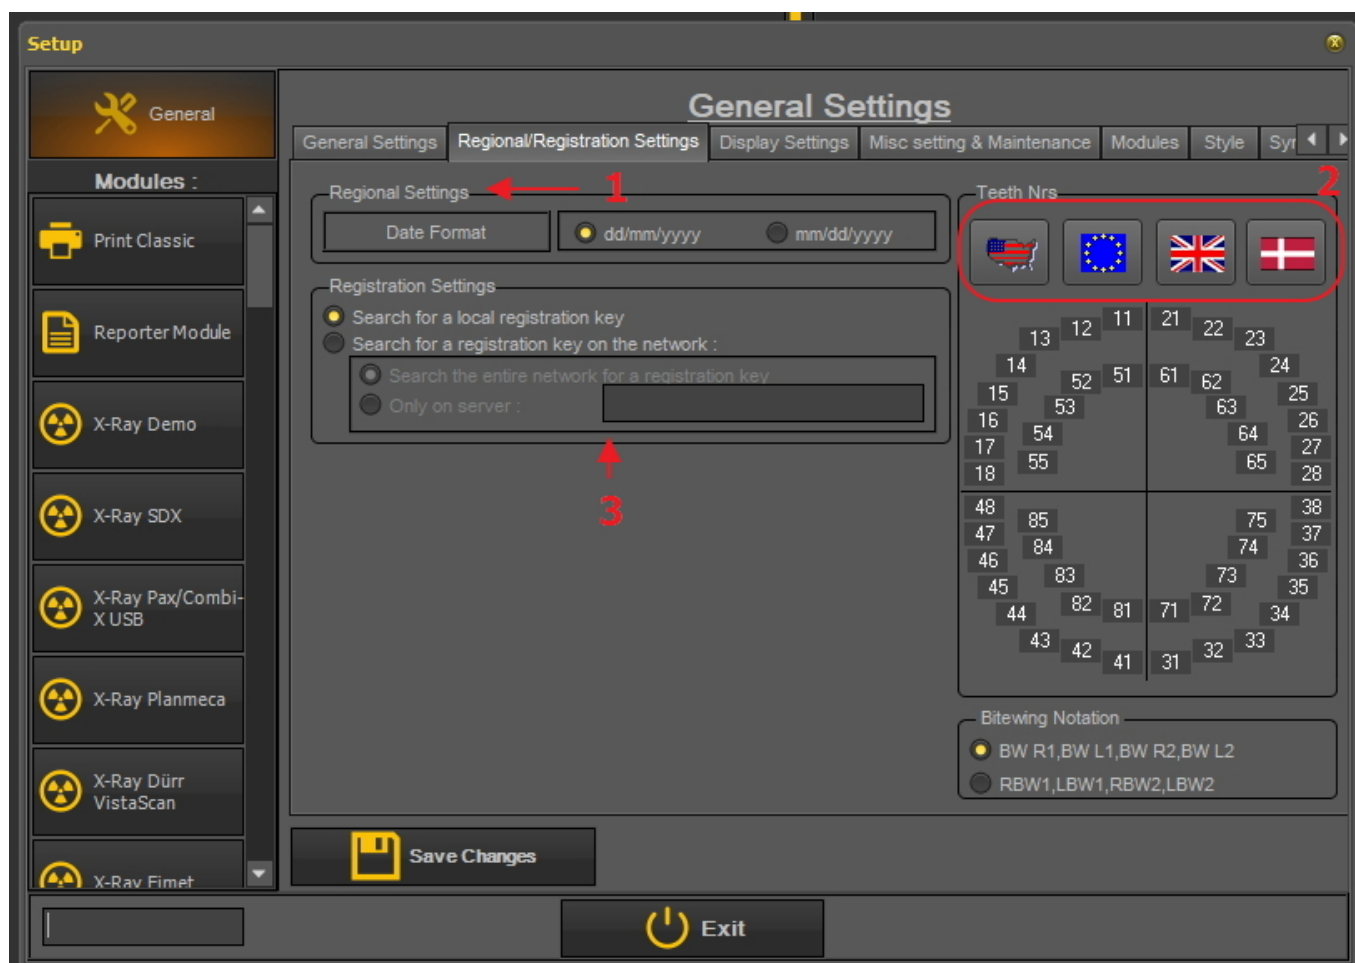 Setup
General
Modules :
Print Classic
Reporter Module
X-Ray Demo
X-Ray SDX
X-Ray Pax/Combi-
X USB
X-Ray Planmeca
X-Ray Dürr
VistaScan
X-Ray Fimet
General Settings
General Settings
Regional/Registration Settings
Display Settings
Misc setting & Maintenance
Modules
Style
Syr
Regional Settings
1
Date Format
dd/mm/yyyy
mm/dd/yyyy
Registration Settings
Search for a local registration key
Search for a registration key on the network :
Search the entire network for a registration key
Only on server :
3
Teeth Nrs
2
13 12 11 21 22 23
14 52 51 61 62 24
15 53 63 25
16 54 64 26
17 55 65 27
18 28
48 85 75 38
47 84 74 37
46 83 73 36
45 82 81 71 72 35
44 34
43 42 41 31 32 33
Bitewing Notation
BW R1,BW L1,BW R2,BW L2
RBW1,LBW1,RBW2,LBW2
Save Changes
Exit